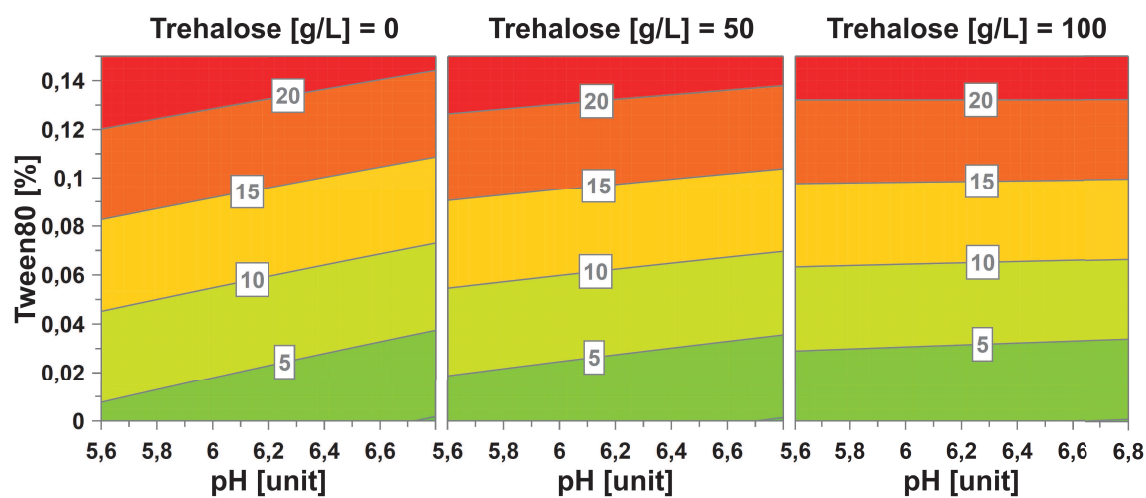 Trehalose [g/L] = 0 Trehalose [g/L] = 50 Trehalose [g/L] = 100
0,14
20 20 20
0,12
0,1
15 15 15
0,08
0,06
10 10 10
0,04
5 5 5
0,02
0
Tween80 [%]
5,6 5,8 6 6,2 6,4 6,6 5,6 5,8 6 6,2 6,4 6,6 5,6 5,8 6 6,2 6,4 6,6 6,8
pH [unit] pH [unit] pH [unit]